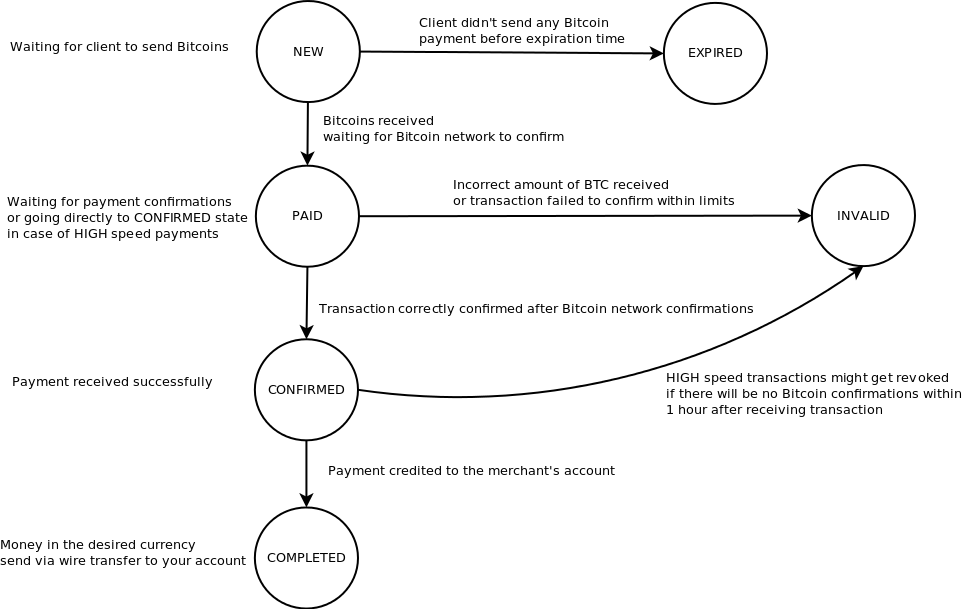 Client didn't send any Bitcoin
payment before expiration time
Waiting for client to send Bitcoins
NEW
EXPIRED
Bitcoins received
waiting for Bitcoin network to confirm
Incorrect amount of BTC received
or transaction failed to confirm within limits
Waiting for payment confirmations
or going directly to CONFIRMED state
in case of HIGH speed payments
PAID
INVALID
Transaction correctly confirmed after Bitcoin network confirmations
Payment received successfully
CONFIRMED
HIGH speed transactions might get revoked
if there will be no Bitcoin confirmations within
1 hour after receiving transaction
Payment credited to the merchant's account
Money in the desired currency
send via wire transfer to your account
COMPLETED